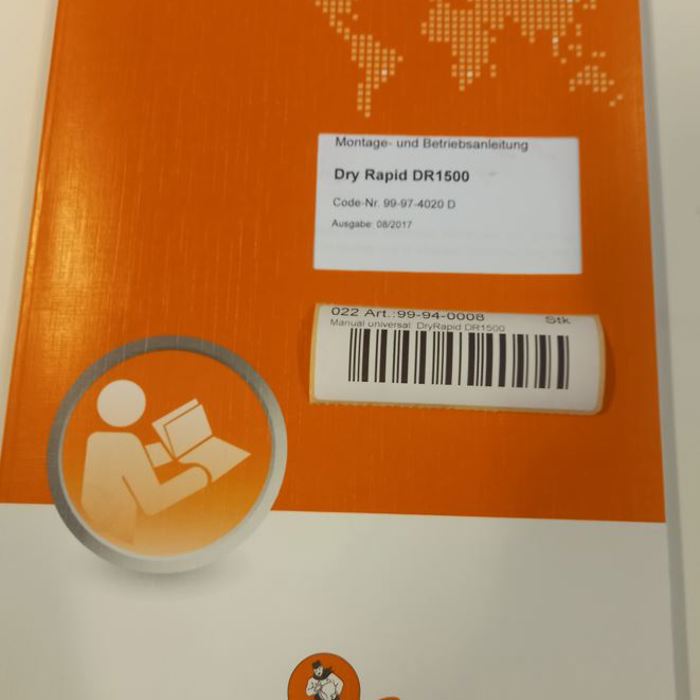 Montage- und Betriebsanleitung
Dry Rapid DR1500
Code-Nr. 99-97-4020 D
Ausgabe: 08/2017
022 Art.:99-94-0008 Stk
Manual universal: DryRapid DR1500